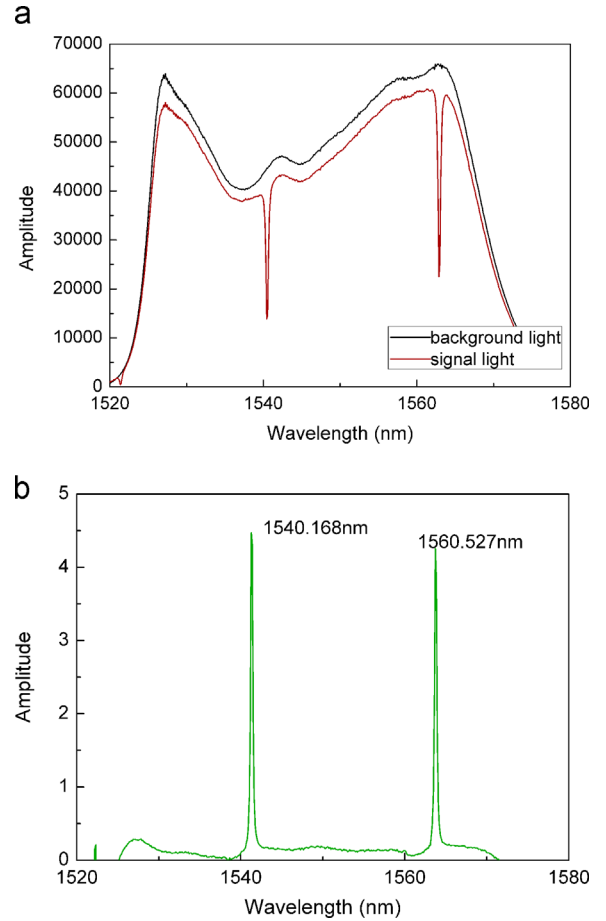 a
70000
60000
50000
40000
30000
20000
10000
0
Amplitude
background light
signal light
1520 1540 1560 1580
Wavelength (nm)
b
5
4
3
2
1
0
Amplitude
1540.168nm
1560.527nm
1520 1540 1560 1580
Wavelength (nm)